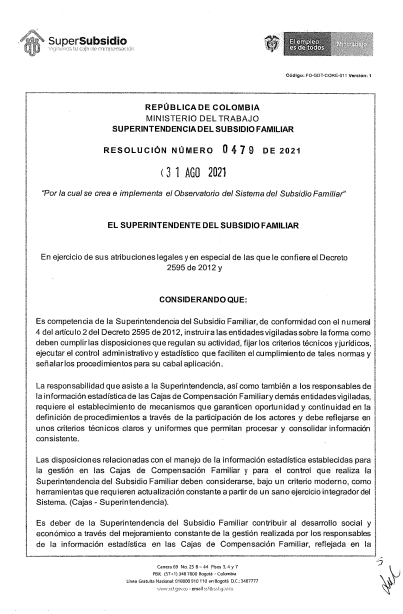 SuperSubsidio
Vigilamos tu caja de compensación
El empleo
es de todos
Mintrabajo
Código: FO-GDT-CORE-011 Version: 1
REPÚBLICA DE COLOMBIA
MINISTERIO DEL TRABAJO
SUPERINTENDENCIA DEL SUBSIDIO FAMILIAR
RESOLUCIÓN NÚMERO 0479 DE 2021
(31 AGO 2021
"Por la cual se crea e implementa el Observatorio del Sistema del Subsidio Familiar"
EL SUPERINTENDENTE DEL SUBSIDIO FAMILIAR
En ejercicio de sus atribuciones legales y en especial de las que le confiere el Decreto
2595 de 2012 y
CONSIDERANDO QUE:
Es competencia de la Superintendencia del Subsidio Familiar, de conformidad con el numeral
4 del artículo 2 del Decreto 2595 de 2012, instruir a las entidades vigiladas sobre la forma como
deben cumplir las disposiciones que regulan su actividad, fijar los criterios técnicos y jurídicos,
ejecutar el control administrativo y estadístico que faciliten el cumplimiento de tales normas y
señalar los procedimientos para su cabal aplicación.
La responsabilidad que asiste a la Superintendencia, así como también a los responsables de
la información estadística de las Cajas de Compensación Familiar y demás entidades vigiladas,
requiere el establecimiento de mecanismos que garanticen oportunidad y continuidad en la
definición de procedimientos a través de la participación de los actores y debe reflejarse en
unos criterios técnicos claros y uniformes que permitan procesar y consolidar información
consistente.
Las disposiciones relacionadas con el manejo de la información estadística establecidas para
la gestión en las Cajas de Compensación Familiar y para el control que realiza la
Superintendencia del Subsidio Familiar deben considerarse, bajo un criterio moderno, como
herramientas que requieren actualización constante a partir de un sano ejercicio integrador del
Sistema. (Cajas - Superintendencia).
Es deber de la Superintendencia del Subsidio Familiar contribuir al desarrollo social y
económico a través del mejoramiento constante de la gestión realizada por los responsables
de la información estadística en las Cajas de Compensación Familiar, reflejada en la
Carrera 69 No. 25 B - 44 Pisos 3, 4 y 7
PBX: (57+1) 348 7800 Bogotá - Colombia
Línea Gratuita Nacional 018000 910 110 en Bogotá D.C.: 3487777
www.ssf.gov.co - email